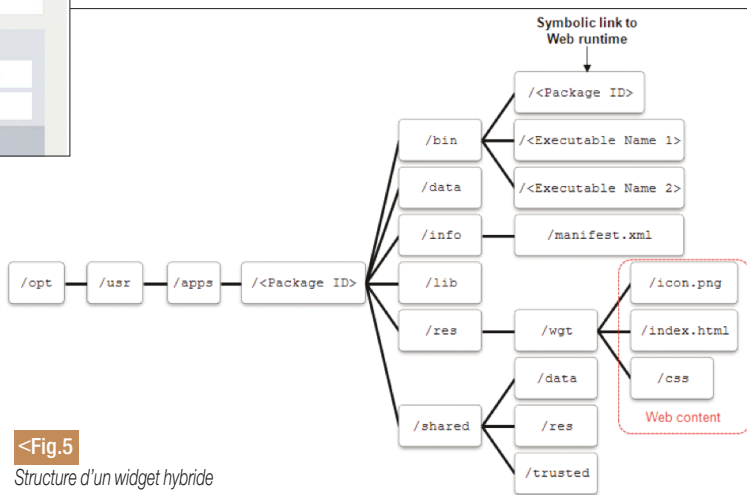 Symbolic link to
Web runtime
/<Package ID>
/bin
/<Executable Name 1>
/<Executable Name 2>
/data
/info
/manifest.xml
/opt
/usr
/apps
/<Package ID>
/lib
/icon.png
/res
/wgt
/index.html
/css
Web content
/shared
/data
/res
/trusted
<Fig.5
Structure d'un widget hybride